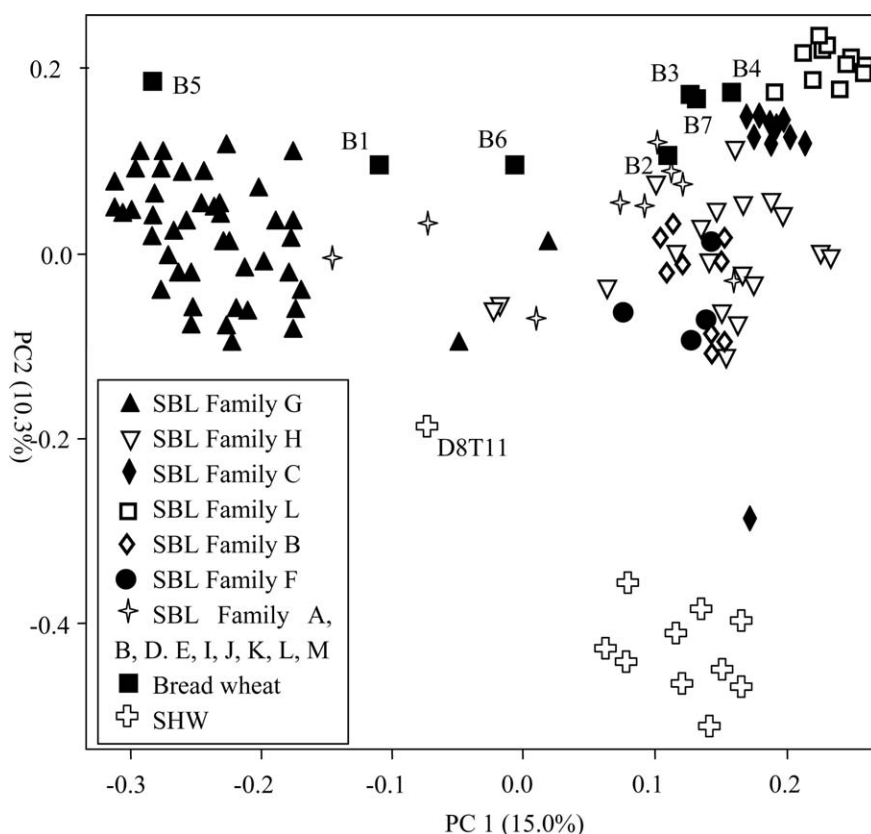 0.2
0.0
-0.2
-0.4
PC2 (10.3%)
B5
B1
B6
B3
B4
B7
B2
D8T11
SBL Family G
SBL Family H
SBL Family C
SBL Family L
SBL Family B
SBL Family F
SBL Family A,
B, D. E, I, J, K, L, M
Bread wheat
SHW
-0.3
-0.2
-0.1
0.0
0.1
0.2
PC 1 (15.0%)